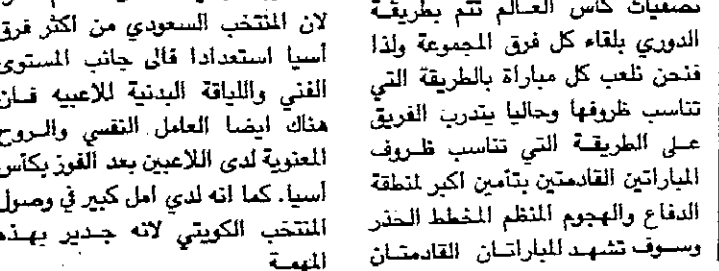 تصفيات كأس العالم تتم بطريقة
الدوري بلقاء كل فرق المجموعة ولذا
فنحن نلعب كل مباراة بالطريقة التي
تناسب ظروفها وحاليا يتدرب الفريق
على الطريقة التي تناسب ظروف
المباراتين القادمتين بتأمين اكبر لمنطقة
الدفاع والهجوم المنظم المخطط الحذر
وسوف تشهد المباراتان القادمتان
لان المنتخب السعودي من اكثر فرق
أسيا استعدادا قالى جانب المستوى
الفني واللياقة البدنية للاعبيه فان
هناك ايضا العامل النفسي والروح
المعنوية لدى اللاعبين بعد الفوز بكأس
أسيا. كما انه لدي امل كبير في وصول
المنتخب الكويتي لانه جدير بهذه
المهمة